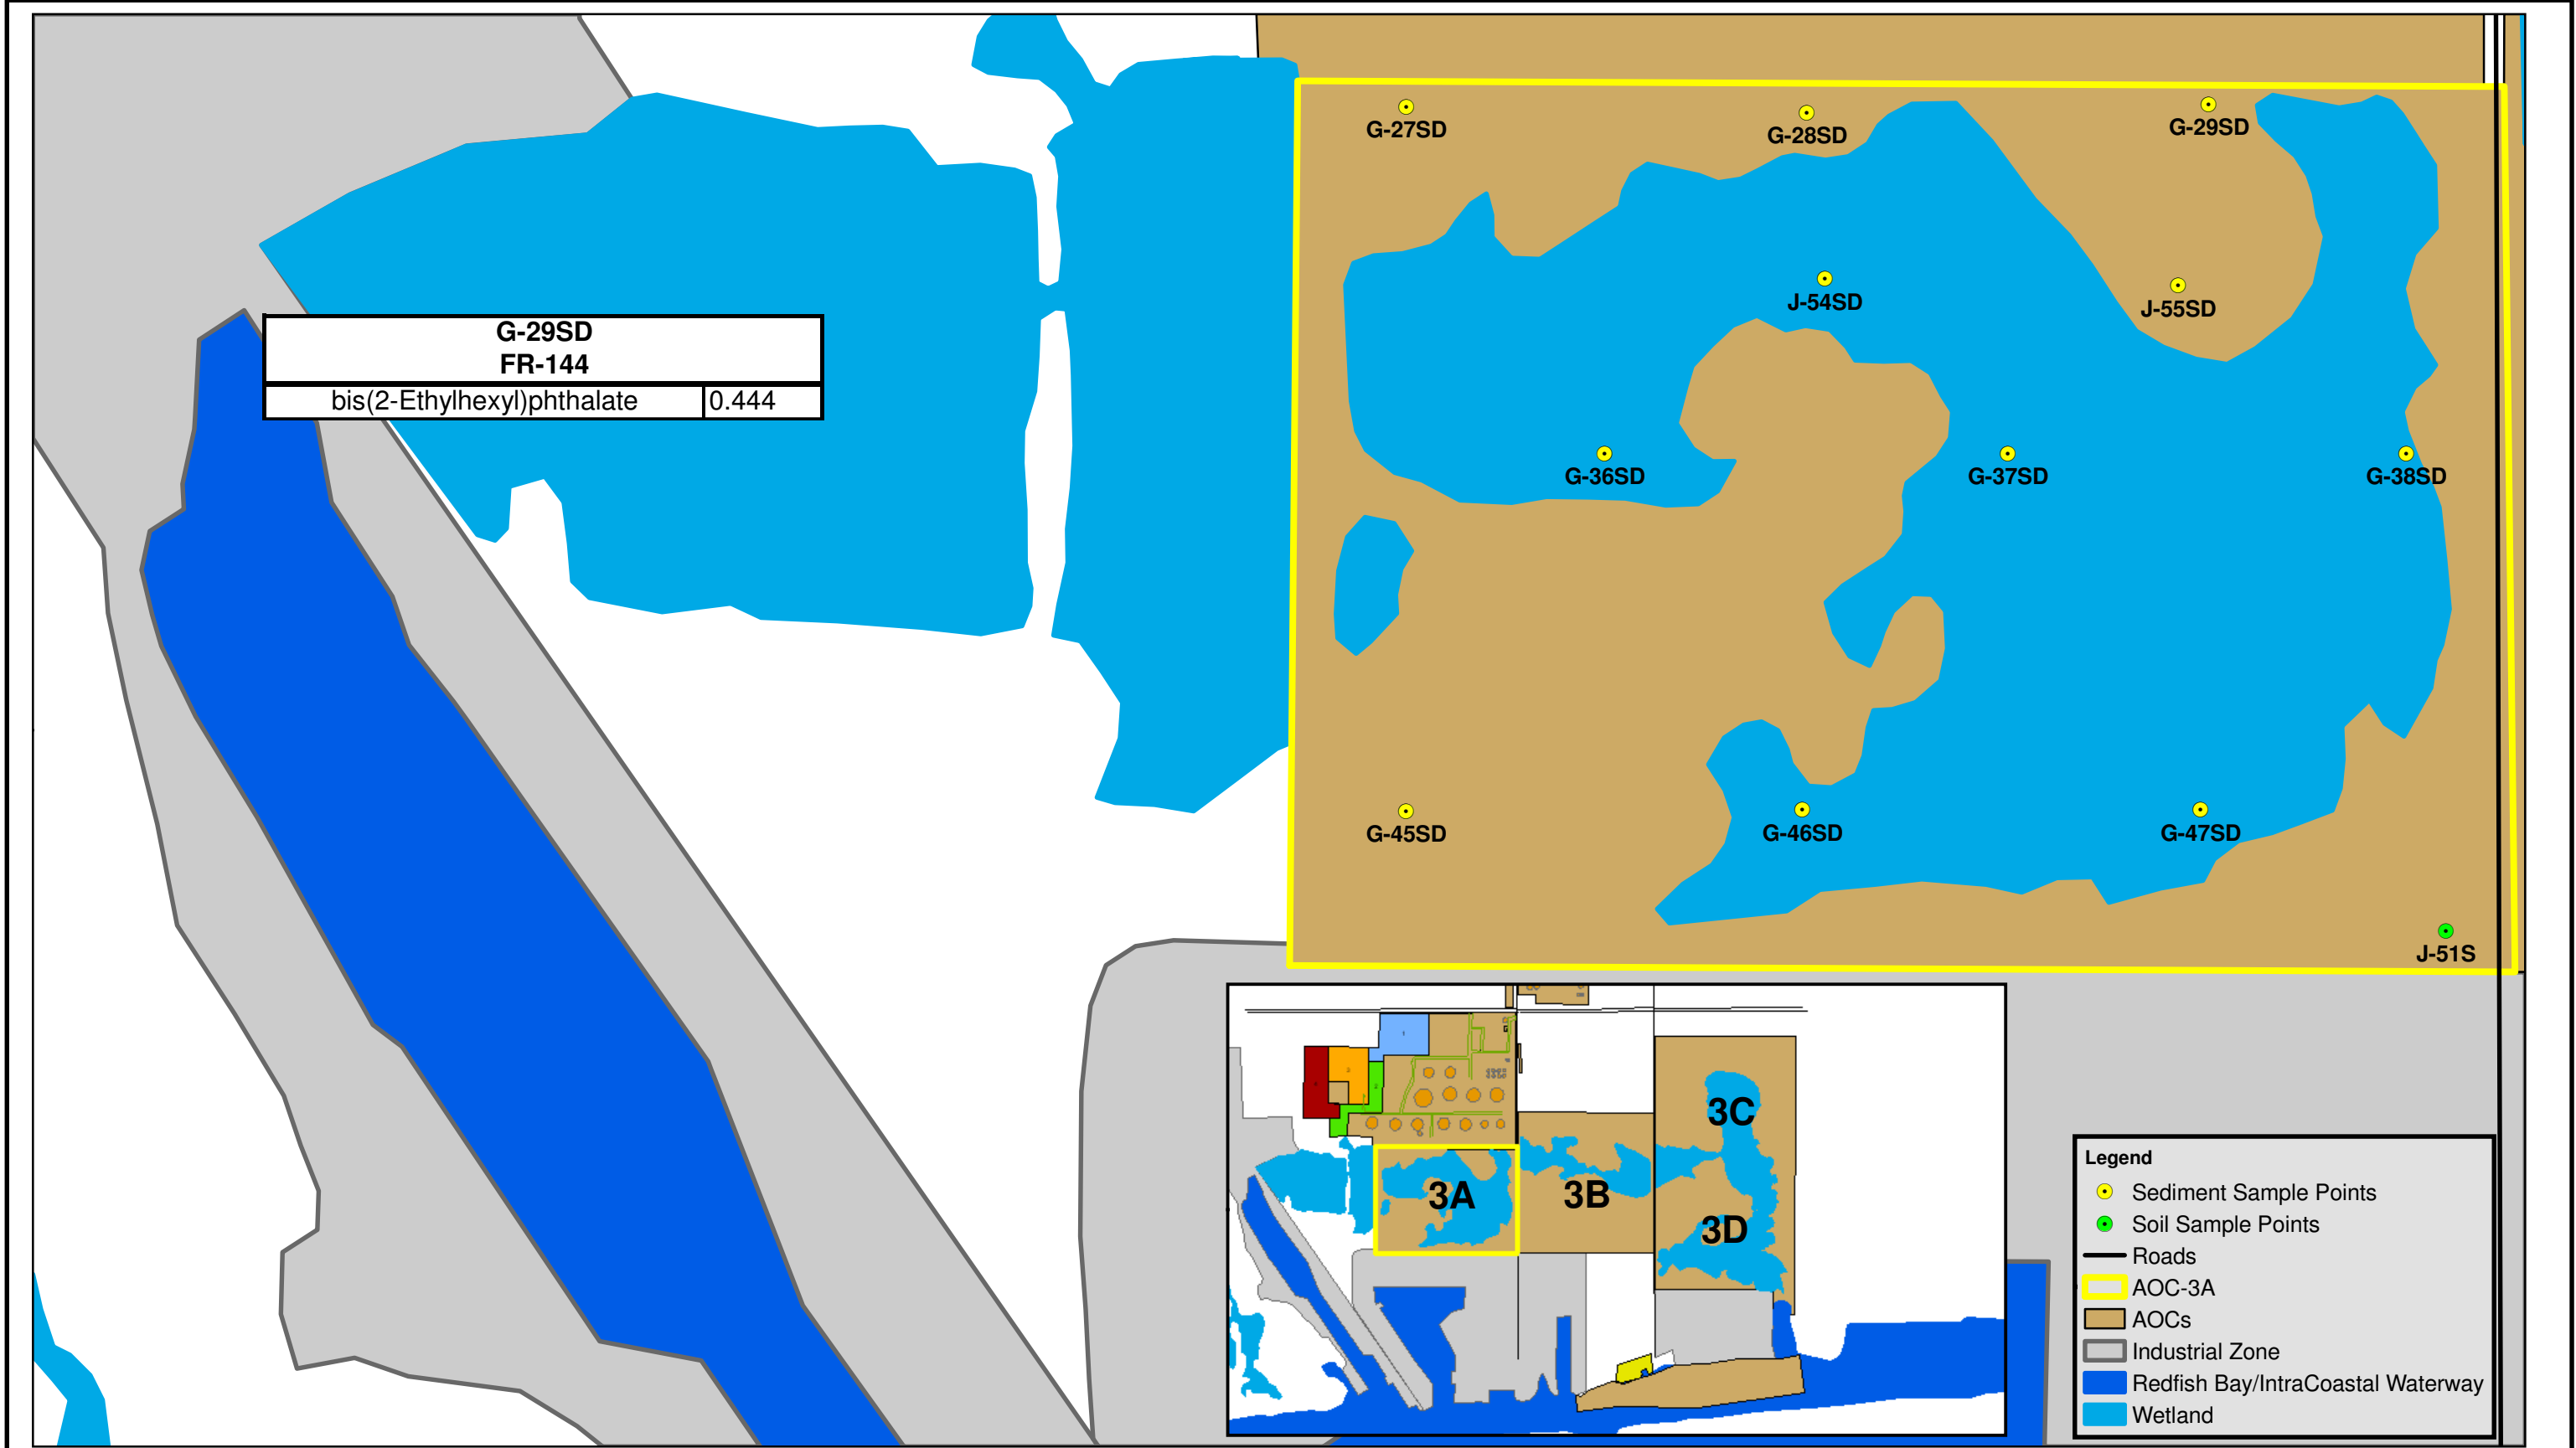 G-27SD
G-28SD
G-29SD
J-54SD
J-55SD
G-29SD
FR-144
bis(2-Ethylhexyl)phthalate 0.444
G-36SD
G-37SD
G-38SD
G-45SD
G-46SD
G-47SD
J-51S
3C
3A
3B
3D
Legend
Sediment Sample Points
Soil Sample Points
Roads
AOC-3A
AOCs
Industrial Zone
Redfish Bay/IntraCoastal Waterway
Wetland